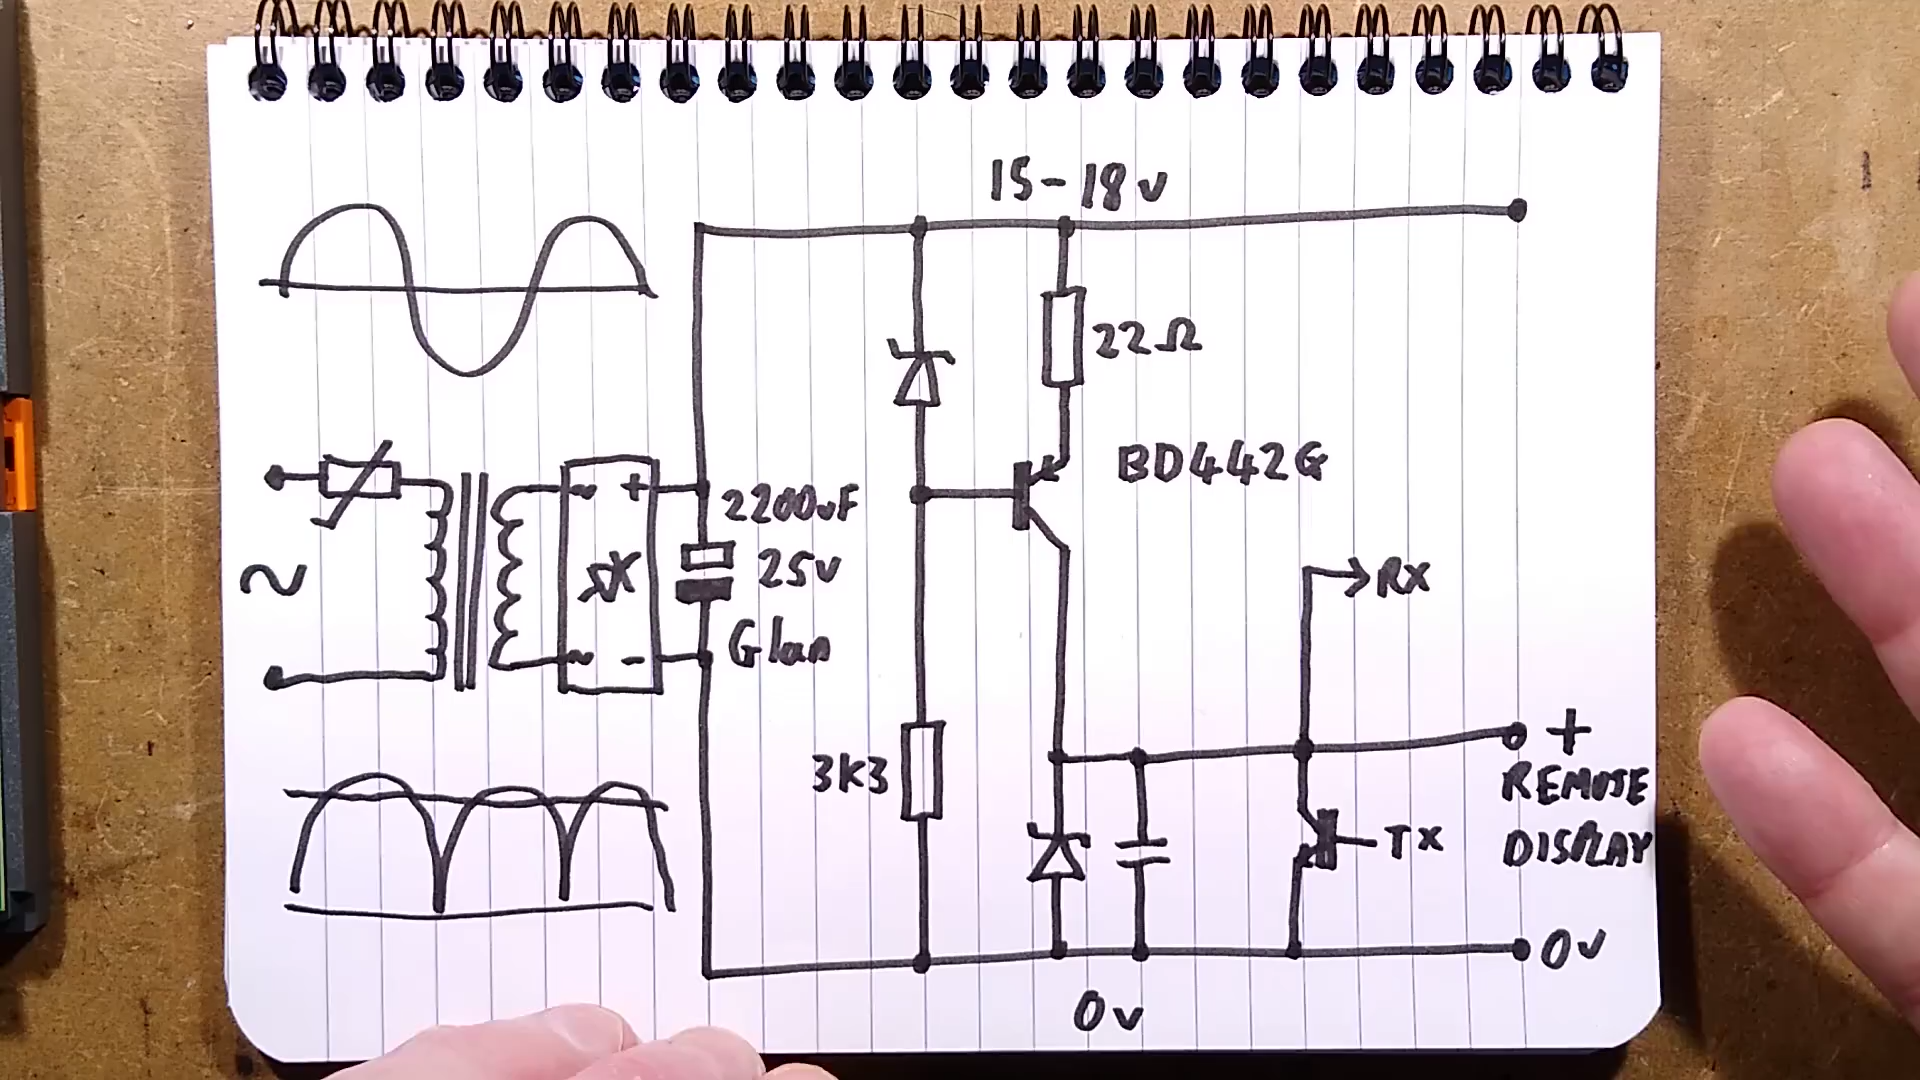 15-18v
22Ω
BD442G
~
~ +
2200uF
25v
Glan
~ -
RX
3K3
+
REMOTE
DISPLAY
TX
0v
0v